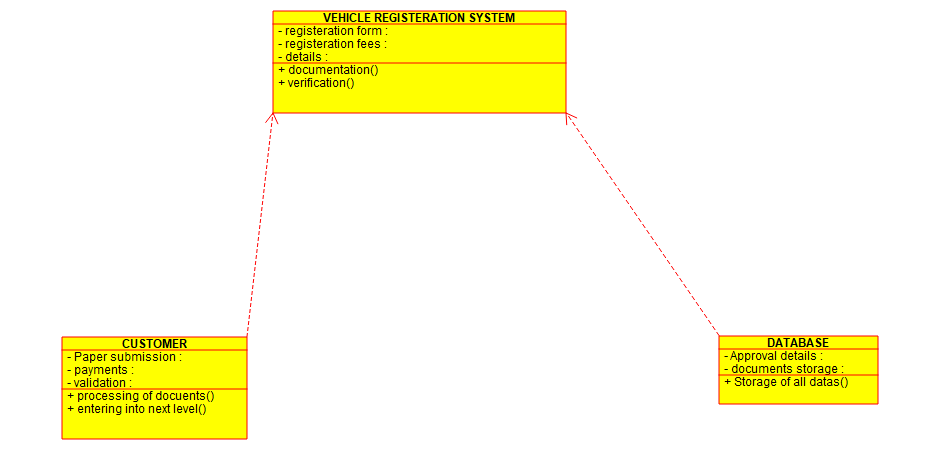 VEHICLE REGISTERATION SYSTEM
- registeration form :
- registeration fees :
- details :
+ documentation()
+ verification()
CUSTOMER
- Paper submission :
- payments :
- validation :
+ processing of docuents()
+ entering into next level()
DATABASE
- Approval details :
- documents storage :
+ Storage of all datas()